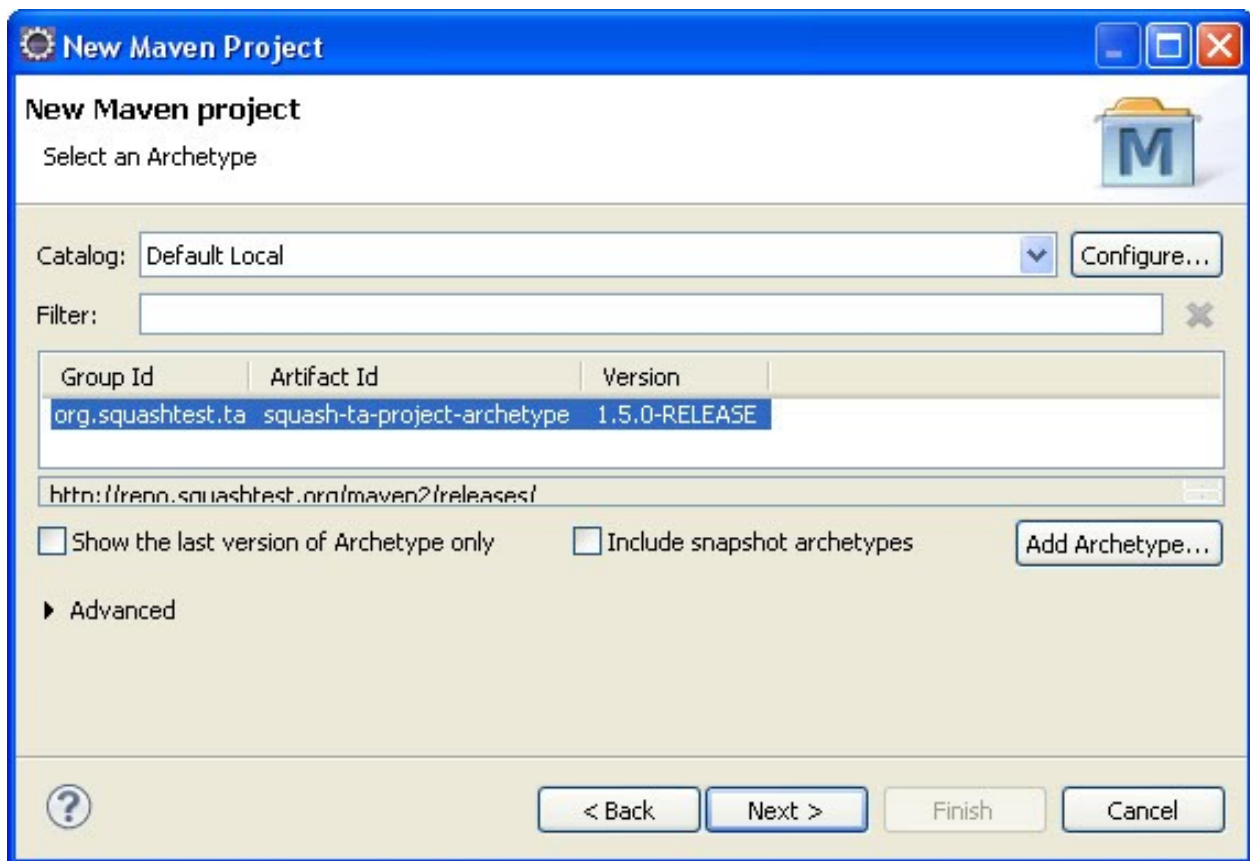 New Maven Project
New Maven project
Select an Archetype
M
Catalog: Default Local Configure...
Filter:
Group Id Artifact Id Version
org.squashtest.ta squash-ta-project-archetype 1.5.0-RELEASE
http://repo.squashtest.org/maven2/releases/
Show the last version of Archetype only Include snapshot archetypes Add Archetype...
Advanced
? < Back Next > Finish Cancel